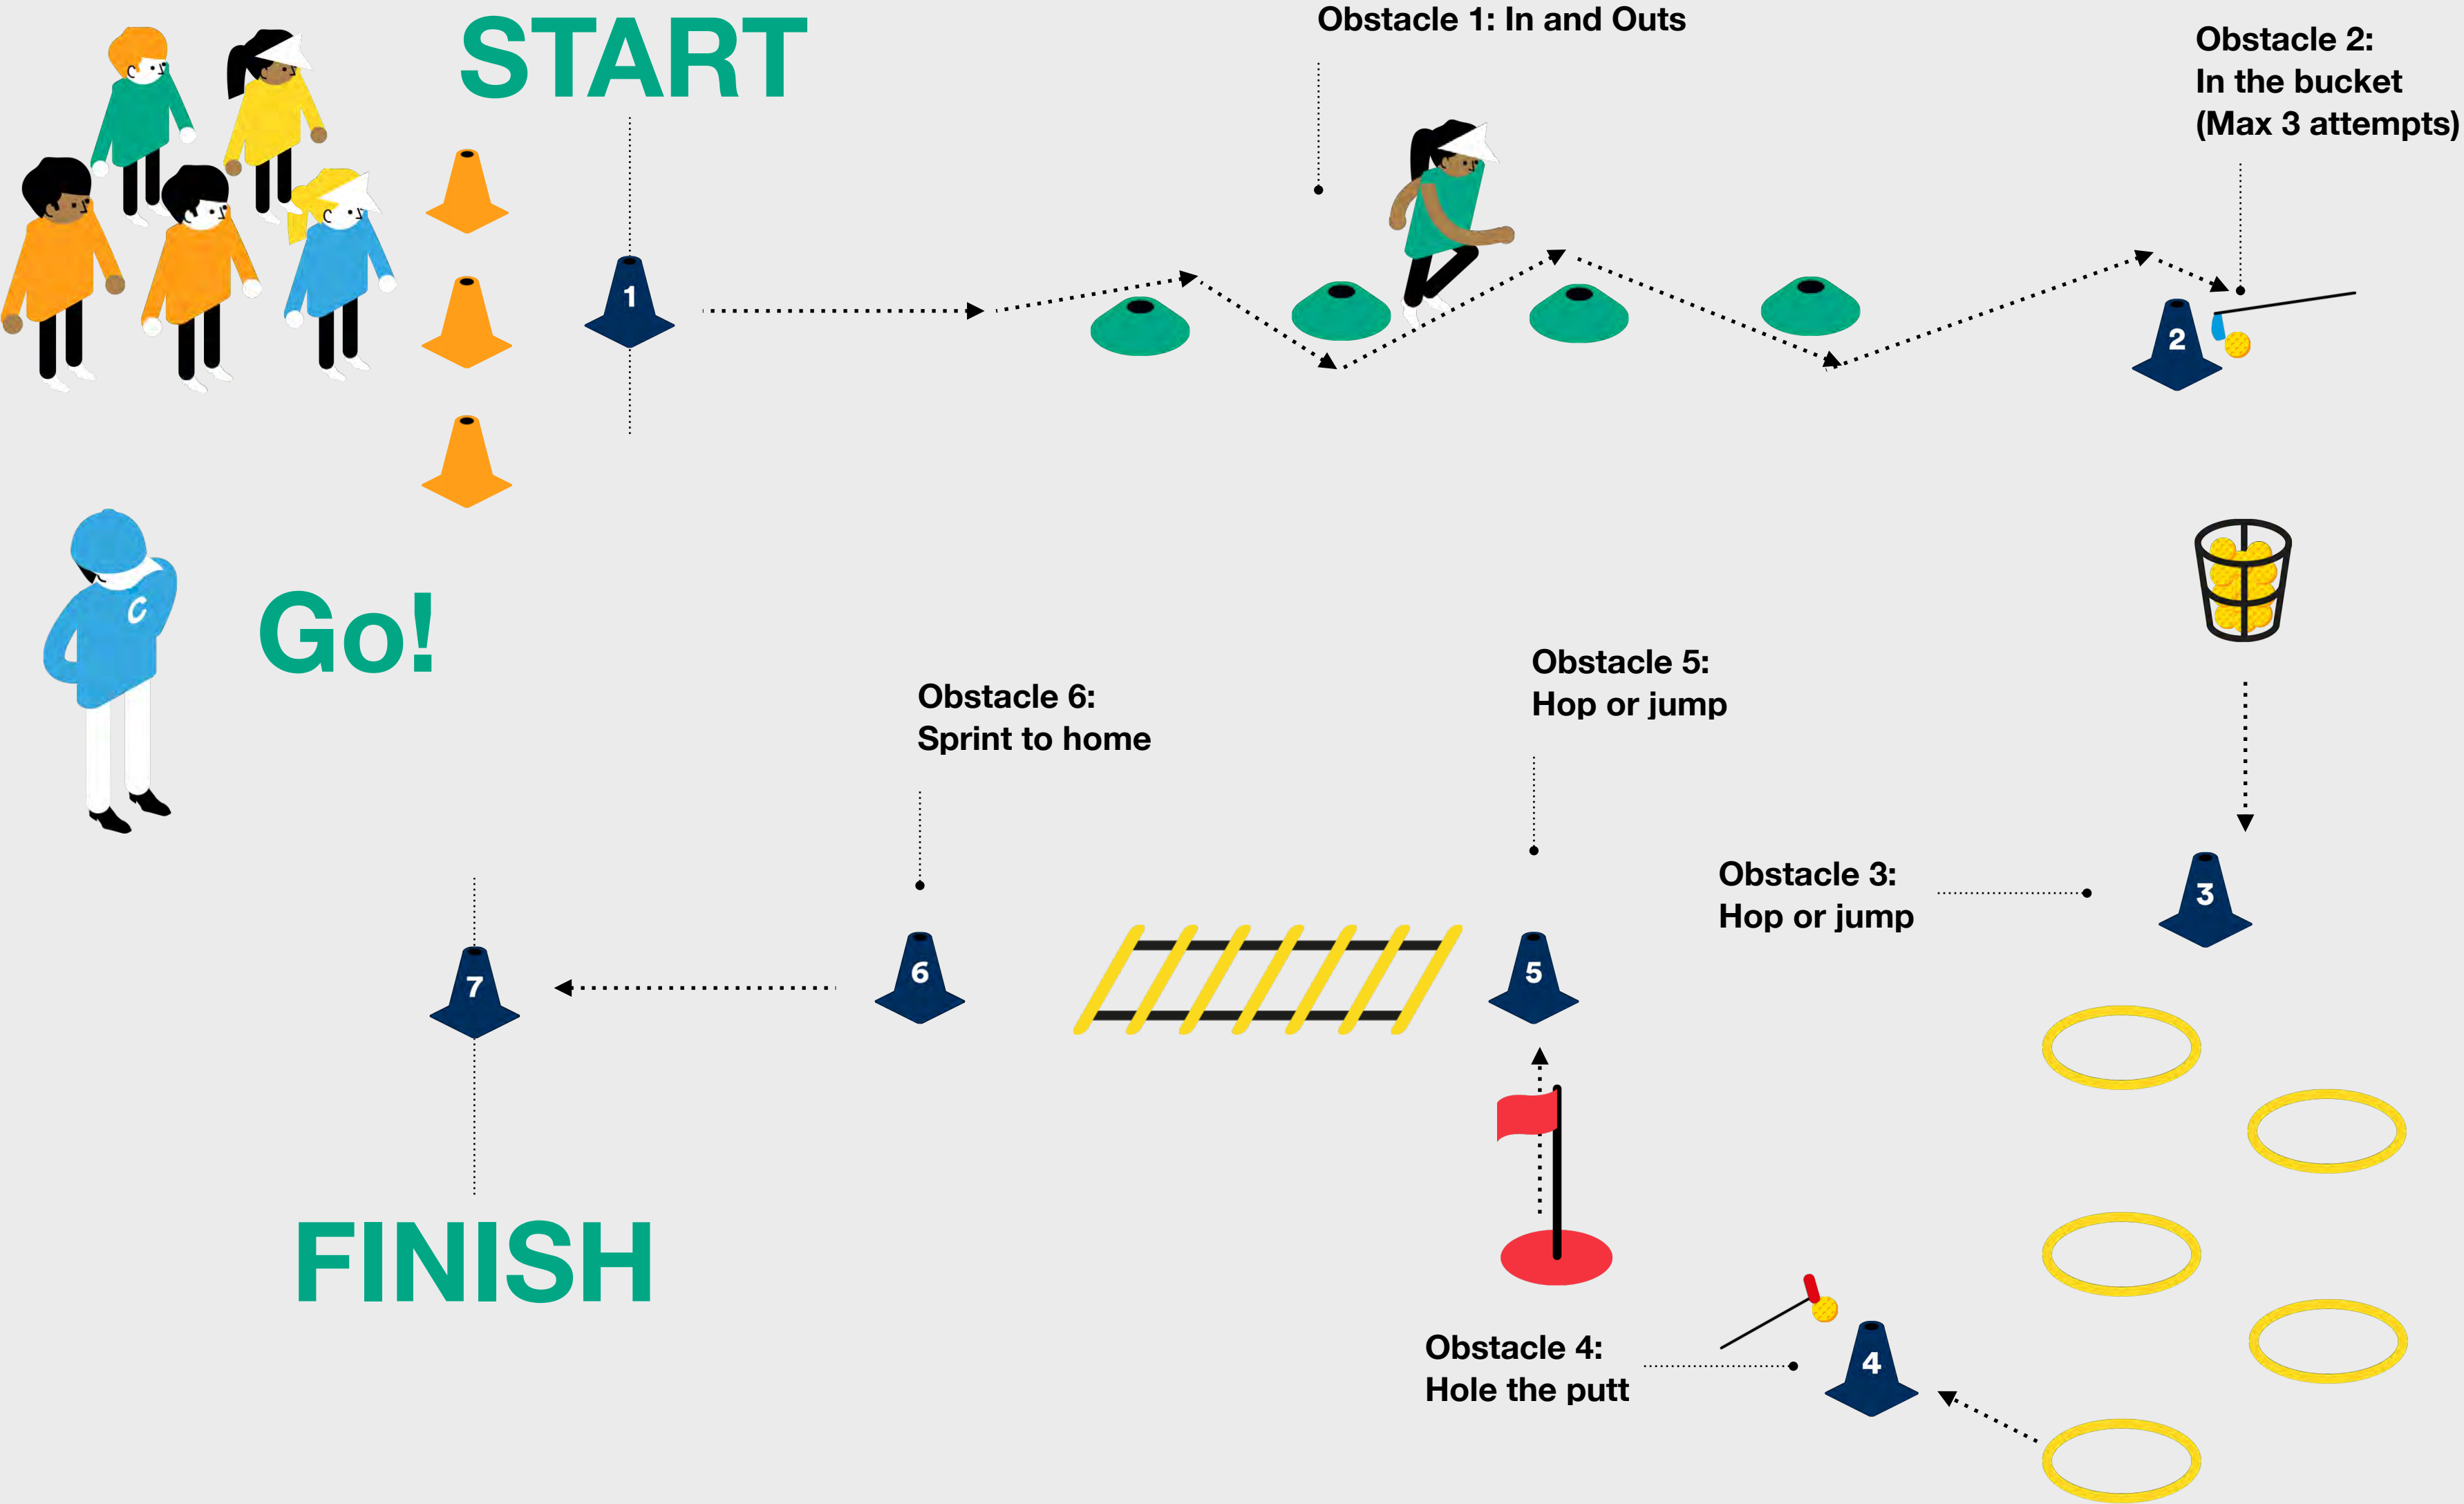 START
Obstacle 1: In and Outs
Obstacle 2:
In the bucket
(Max 3 attempts)
1
2
C
Go!
Obstacle 6:
Sprint to home
Obstacle 5:
Hop or jump
Obstacle 3:
Hop or jump
3
7
6
5
FINISH
Obstacle 4:
Hole the putt
4